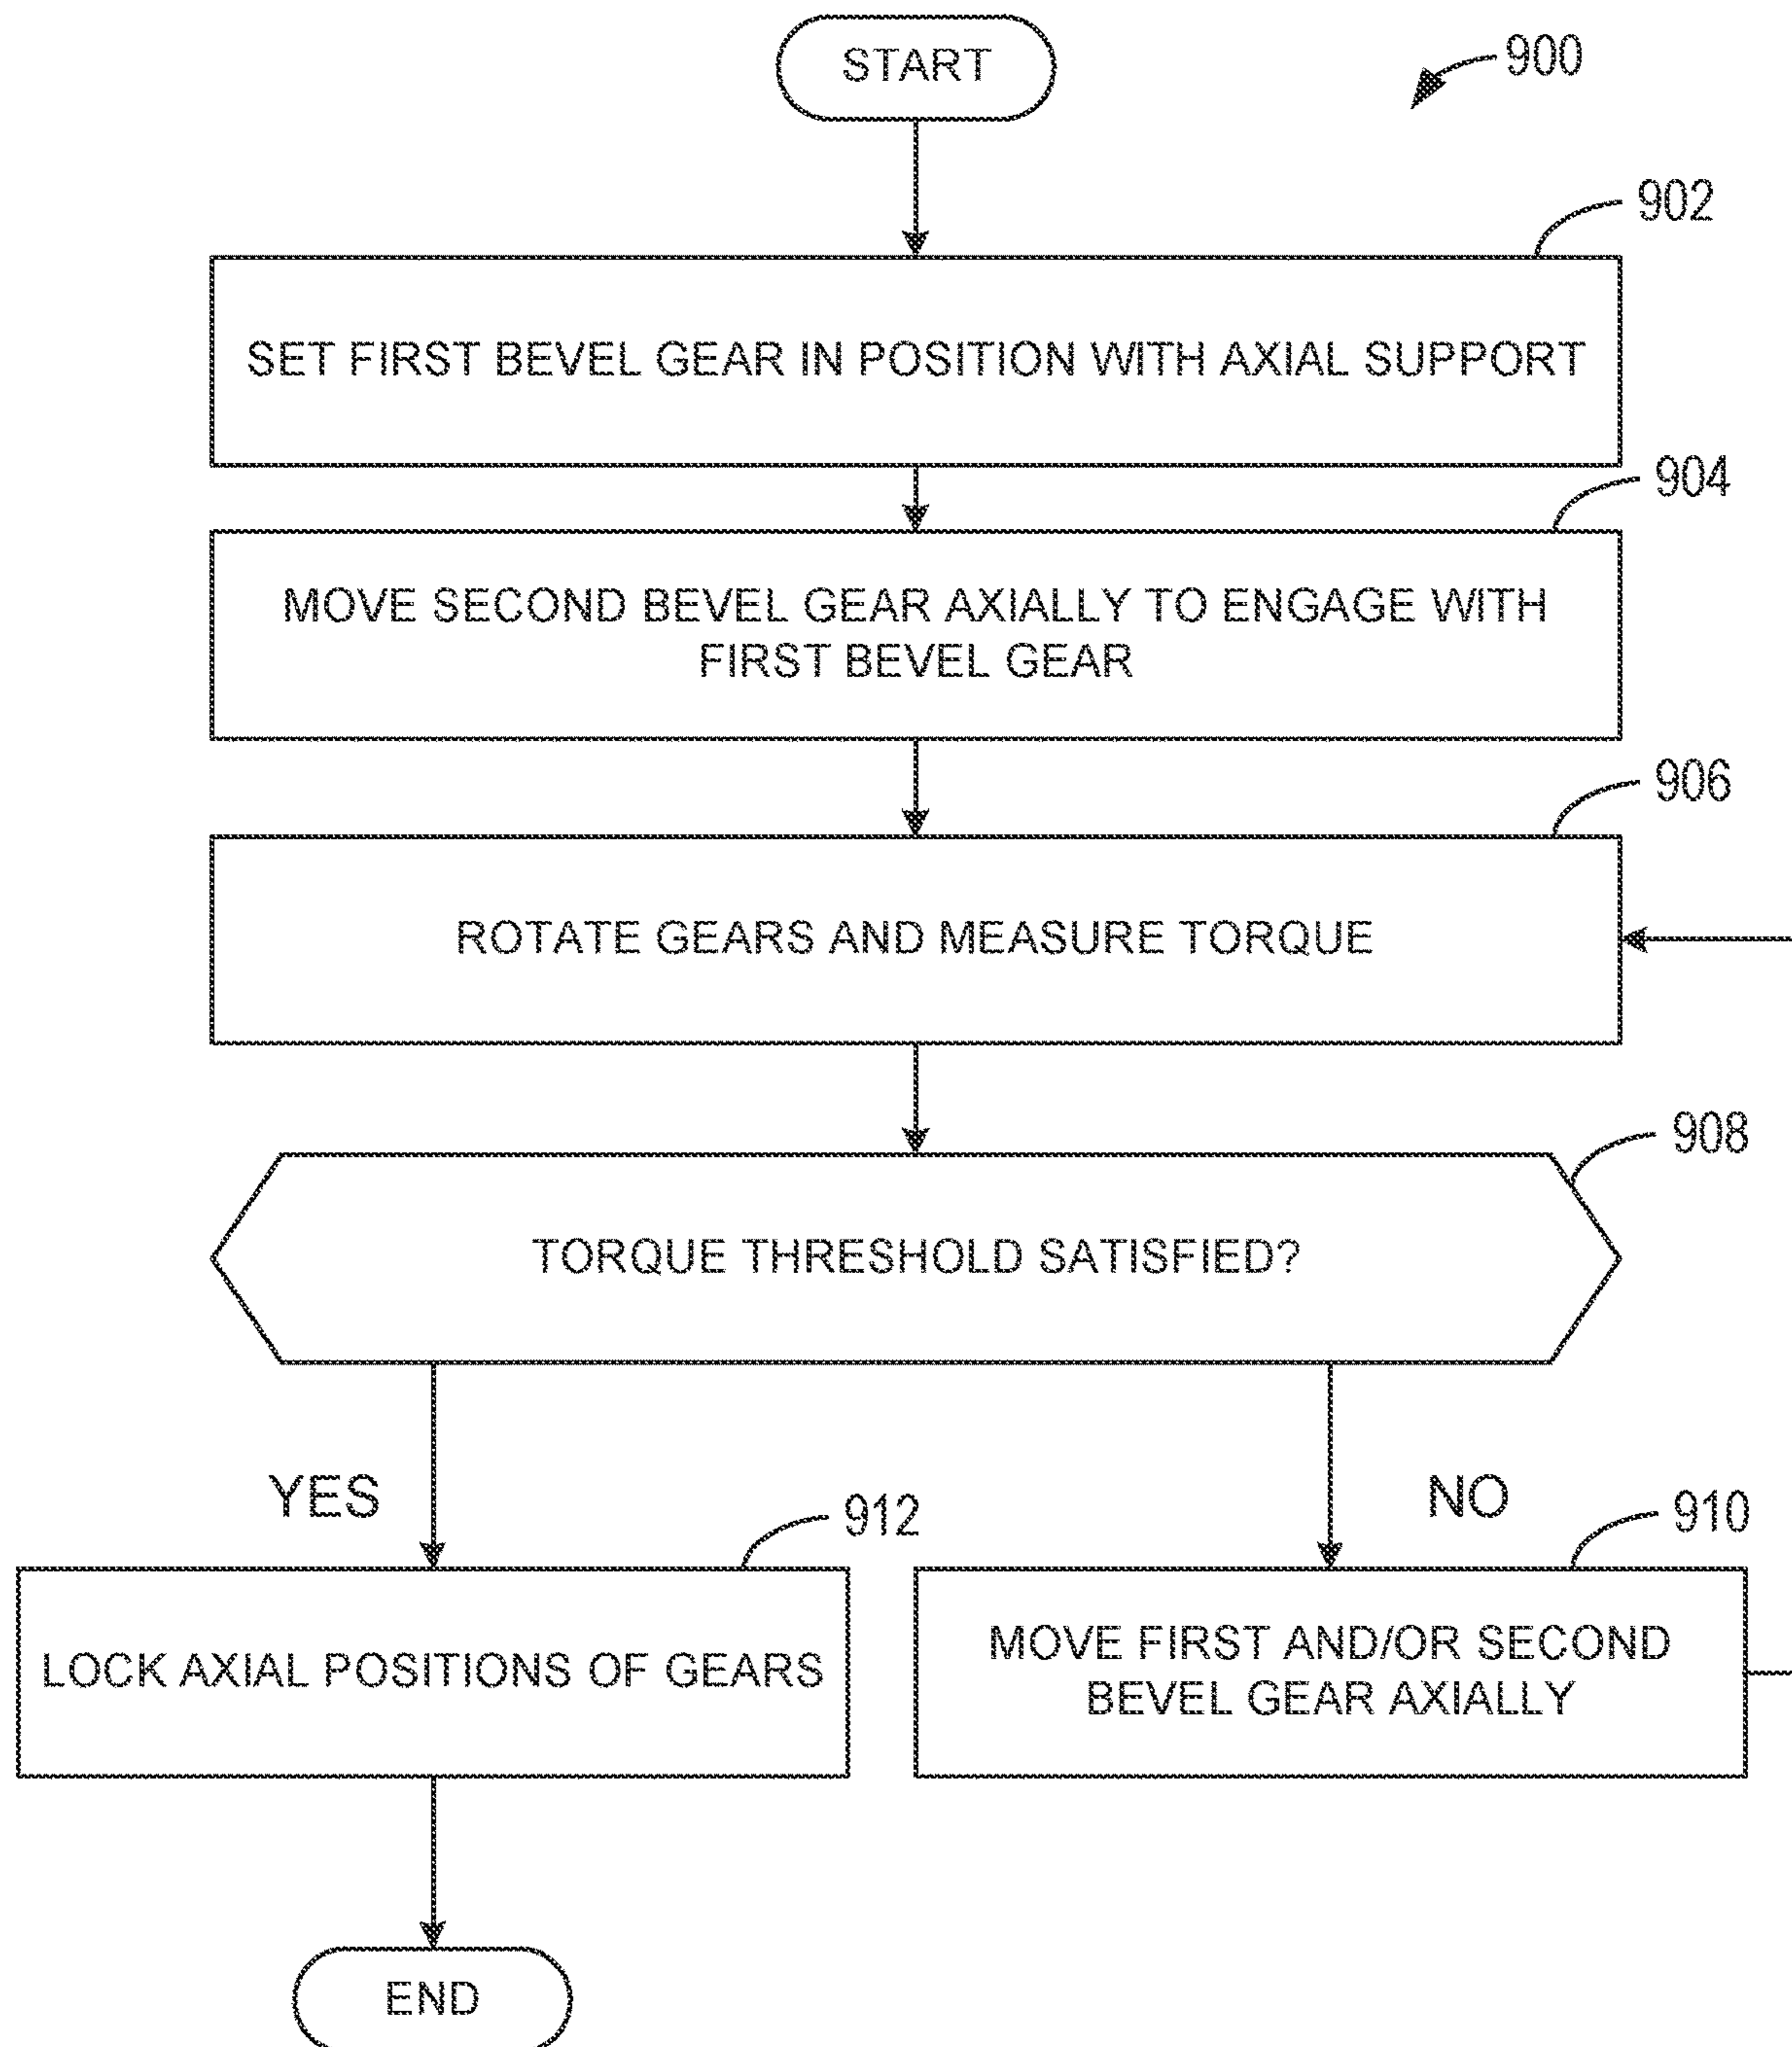 START
900
902
SET FIRST BEVEL GEAR IN POSITION WITH AXIAL SUPPORT
904
MOVE SECOND BEVEL GEAR AXIALLY TO ENGAGE WITH
FIRST BEVEL GEAR
906
ROTATE GEARS AND MEASURE TORQUE
908
TORQUE THRESHOLD SATISFIED?
YES
NO
912
910
LOCK AXIAL POSITIONS OF GEARS
MOVE FIRST AND/OR SECOND
BEVEL GEAR AXIALLY
END